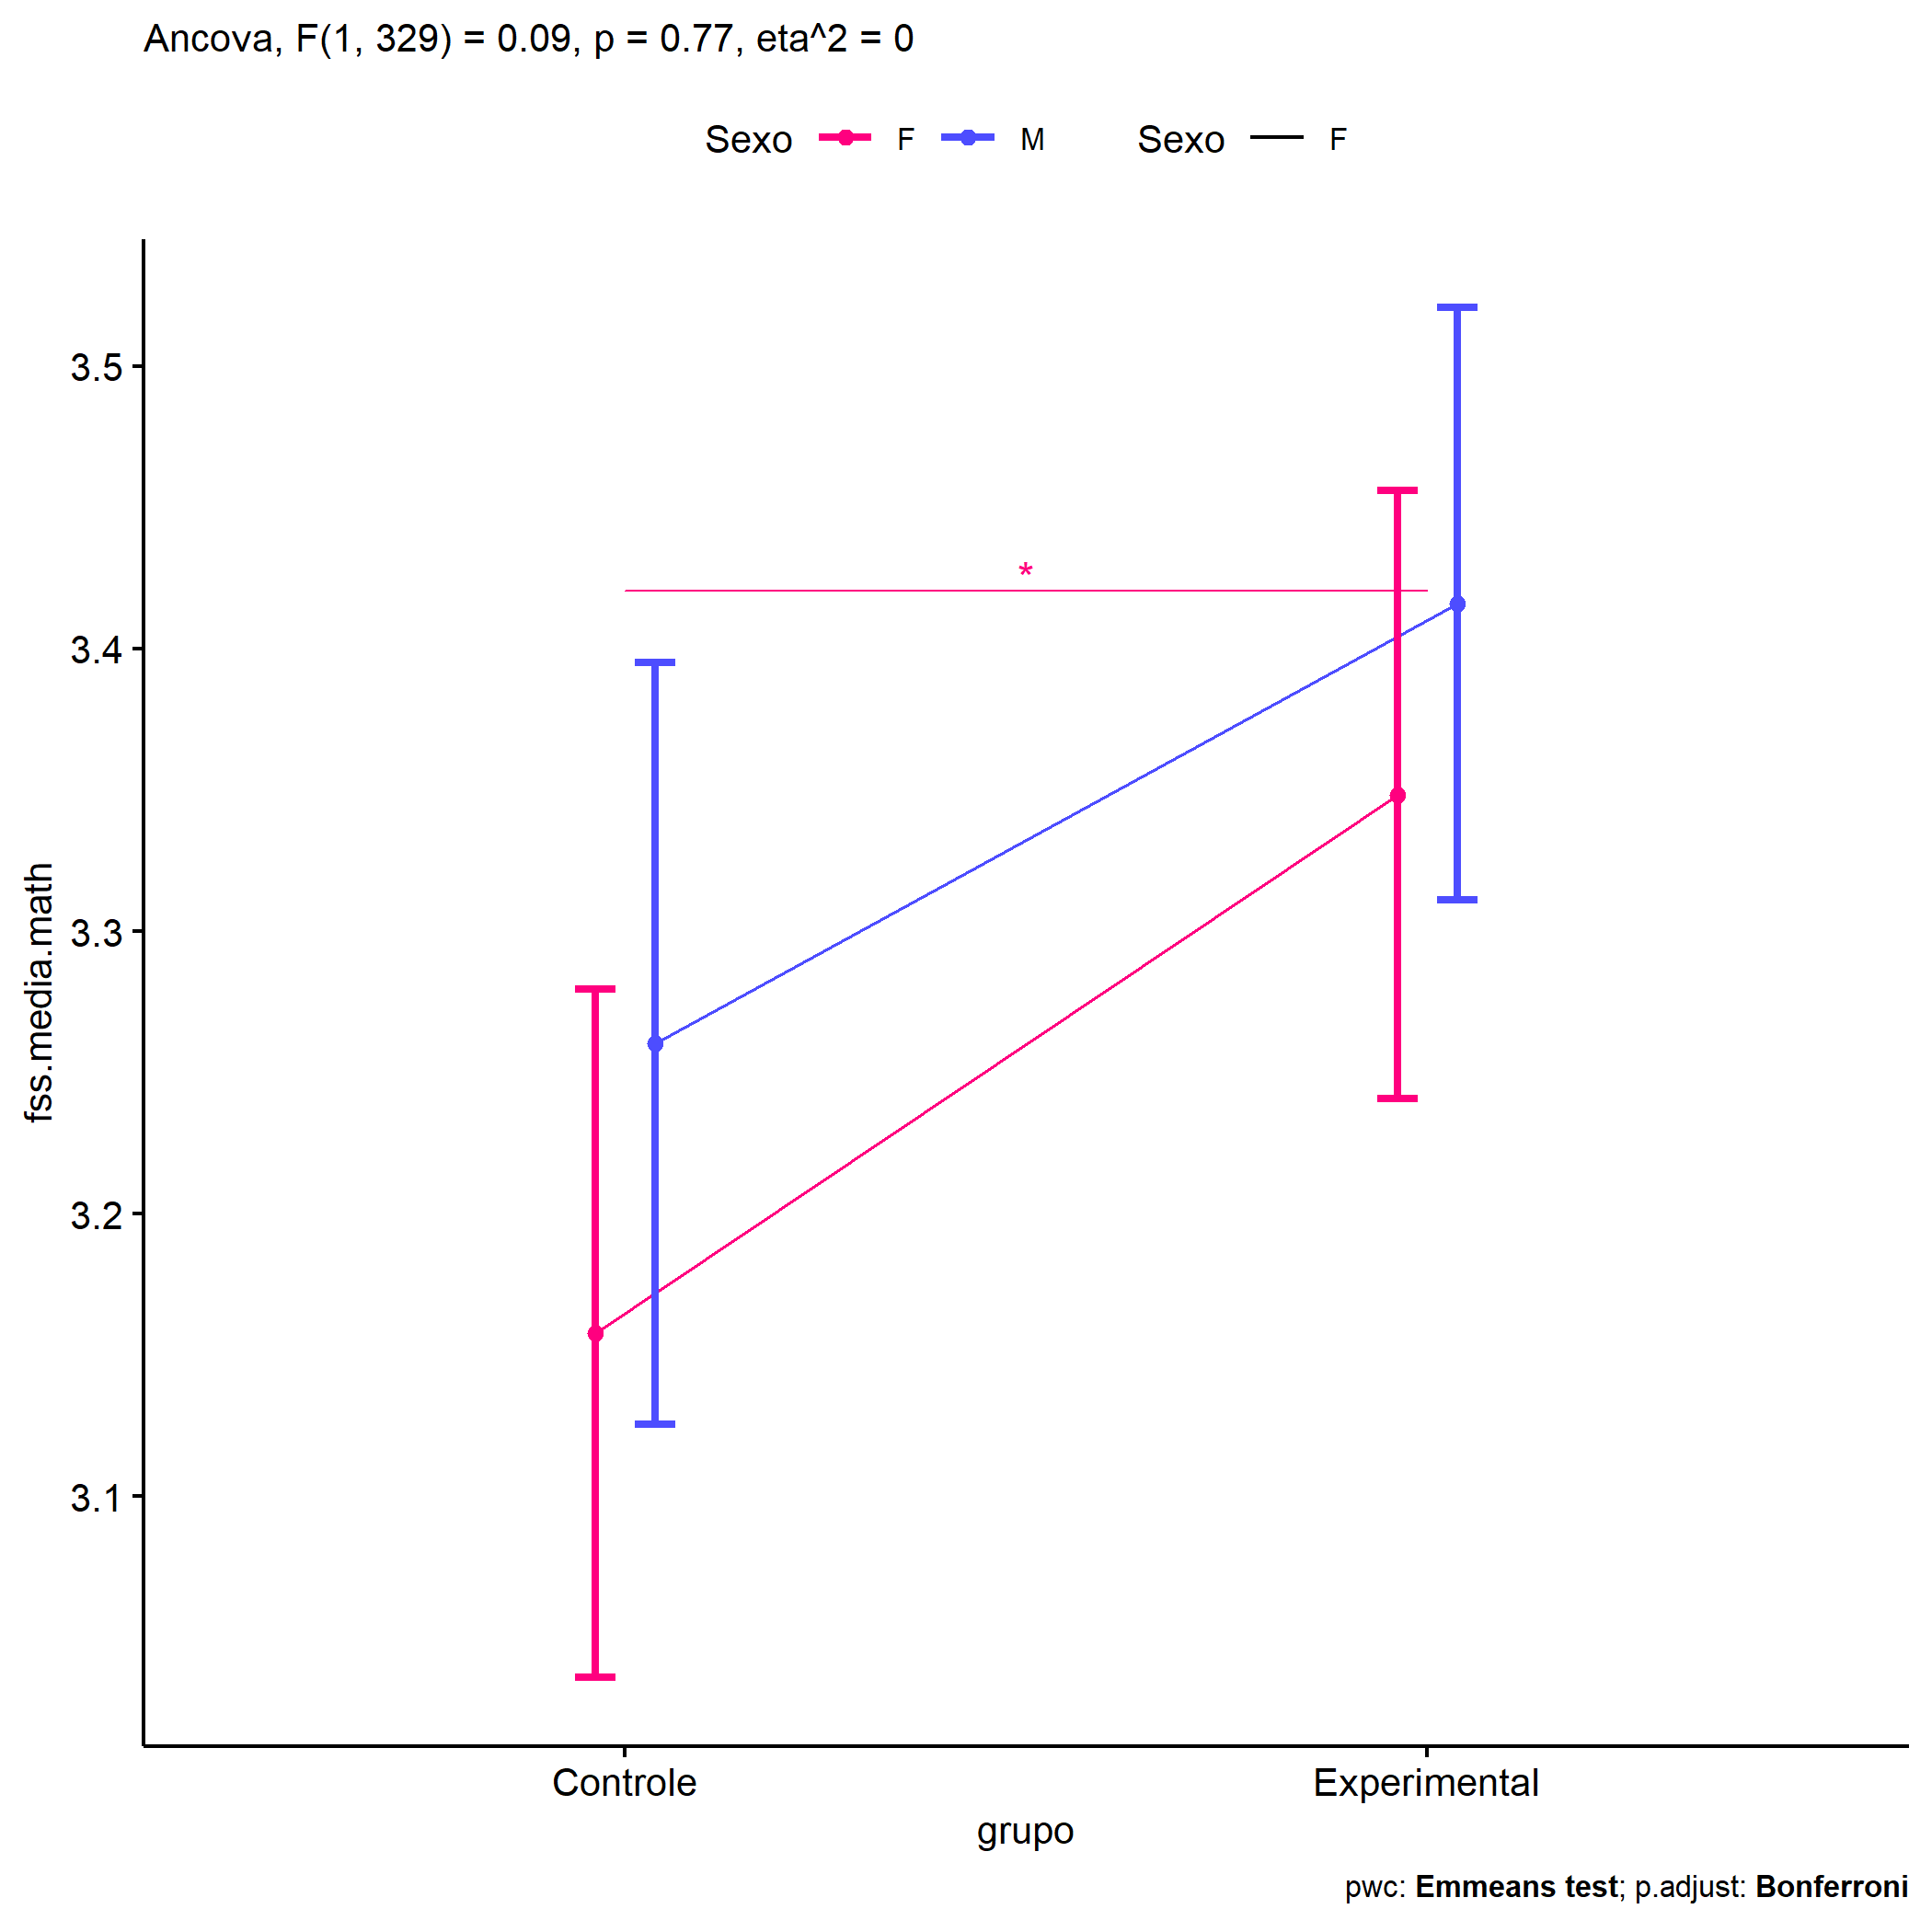 Ancova, F(1, 329) = 0.09, p = 0.77, eta^2 = 0
Sexo F M Sexo F
3.5
*
3.4
3.3
3.2
3.1
fss.media.math
Controle Experimental
grupo
pwc: Emmeans test; p.adjust: Bonferroni